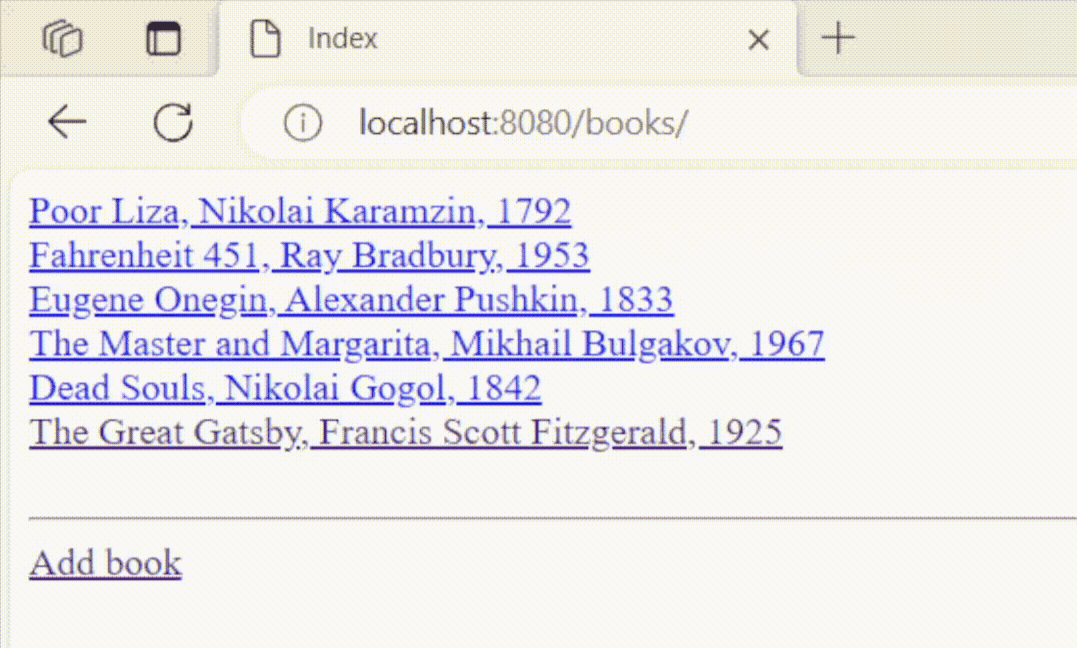 Index
localhost:8080/books/
Poor Liza, Nikolai Karamzin, 1792
Fahrenheit 451, Ray Bradbury, 1953
Eugene Onegin, Alexander Pushkin, 1833
The Master and Margarita, Mikhail Bulgakov, 1967
Dead Souls, Nikolai Gogol, 1842
The Great Gatsby, Francis Scott Fitzgerald, 1925
Add book